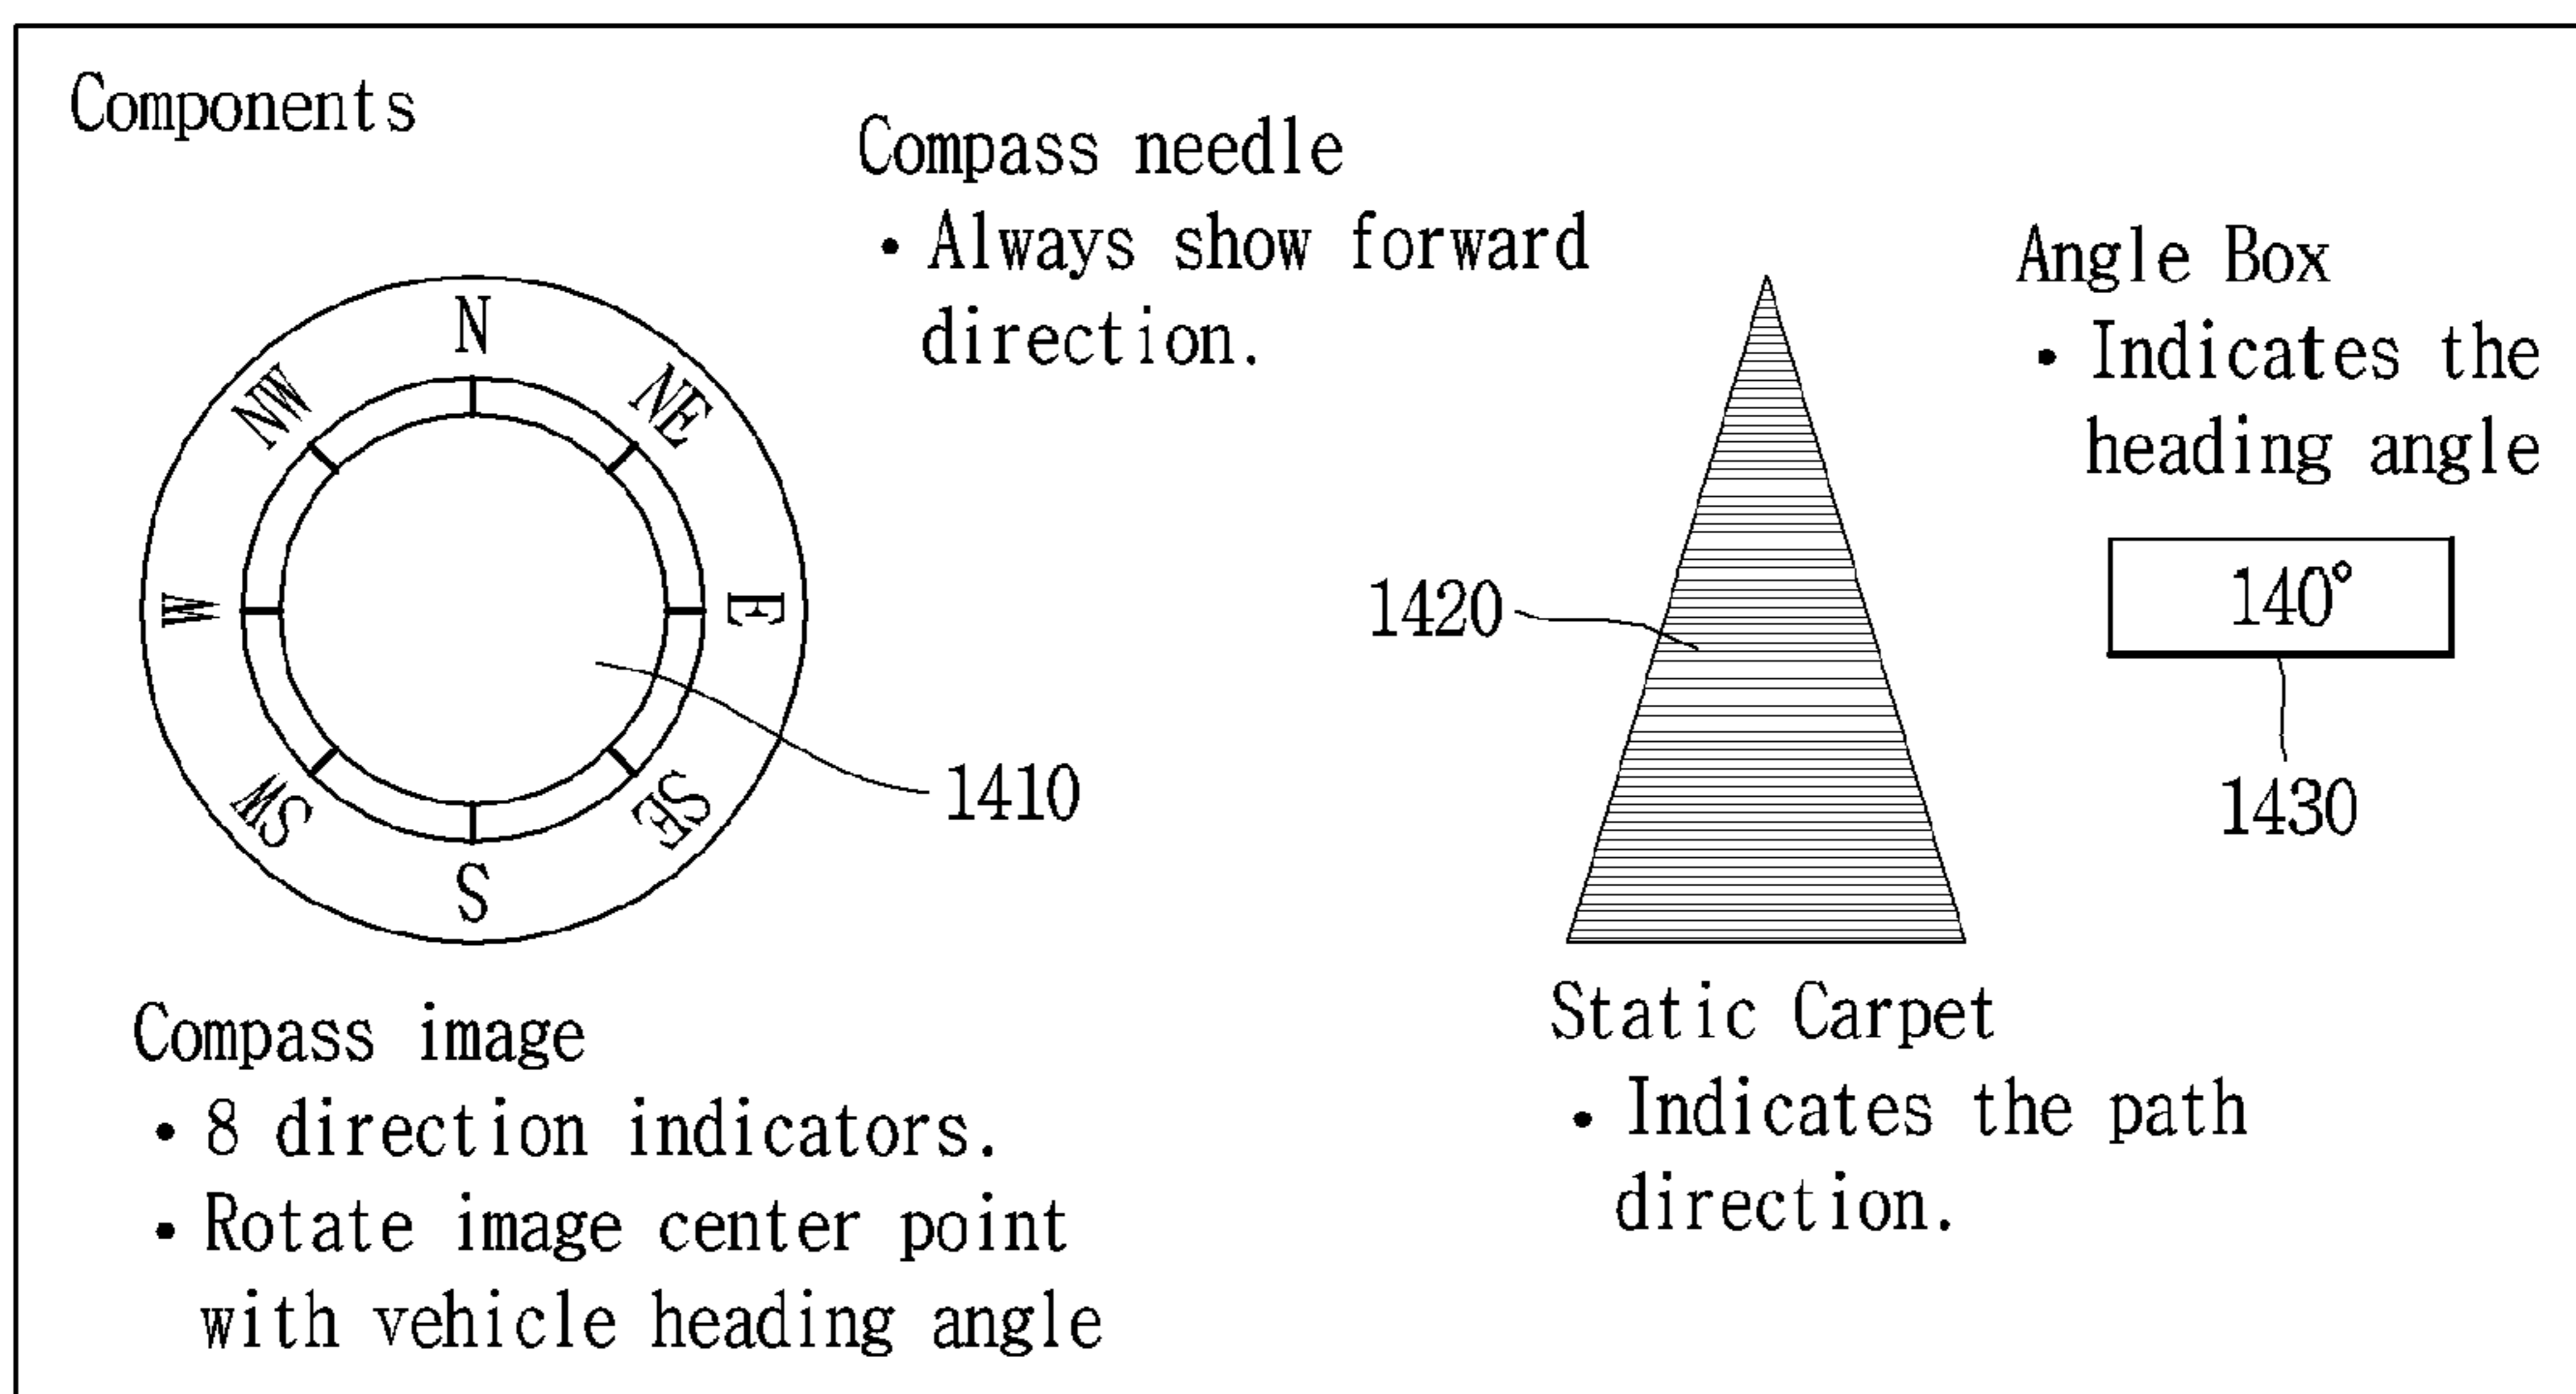 Components
Compass needle
• Always show forward
direction.
N
NE
E
SE
S
SW
W
NW
1410
Compass image
• 8 direction indicators.
• Rotate image center point
with vehicle heading angle
1420
Static Carpet
• Indicates the path
direction.
Angle Box
• Indicates the
heading angle
140°
1430